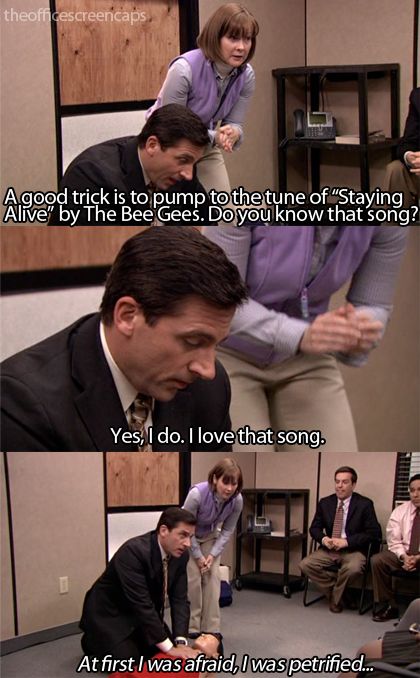 theofficescreencaps
A good trick is to pump to the tune of “Staying
Alive” by The Bee Gees. Do you know that song?
Yes, I do. I love that song.
At first I was afraid, I was petrified...